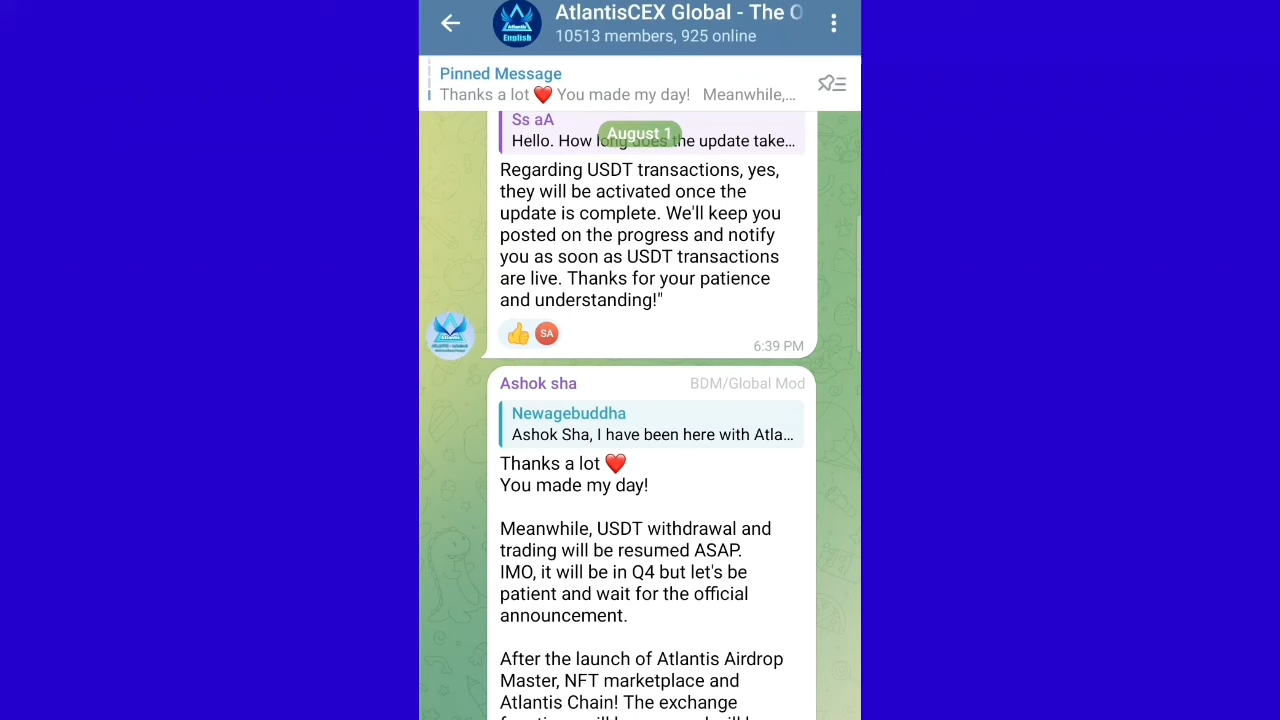 AtlantisCEX Global - The O
10513 members, 925 online
Atlantis
English
Pinned Message
Thanks a lot ❤️ You made my day! Meanwhile,...
Ss aA
August 1
Hello. How long does the update take...
Regarding USDT transactions, yes,
they will be activated once the
update is complete. We'll keep you
posted on the progress and notify
you as soon as USDT transactions
are live. Thanks for your patience
and understanding!"
👍 SA
6:39 PM
Atlantis
Ashok sha
BDM/Global Mod
Newagebuddha
Ashok Sha, I have been here with Atla...
Thanks a lot ❤️
You made my day!
Meanwhile, USDT withdrawal and
trading will be resumed ASAP.
IMO, it will be in Q4 but let's be
patient and wait for the official
announcement.
After the launch of Atlantis Airdrop
Master, NFT marketplace and
Atlantis Chain! The exchange